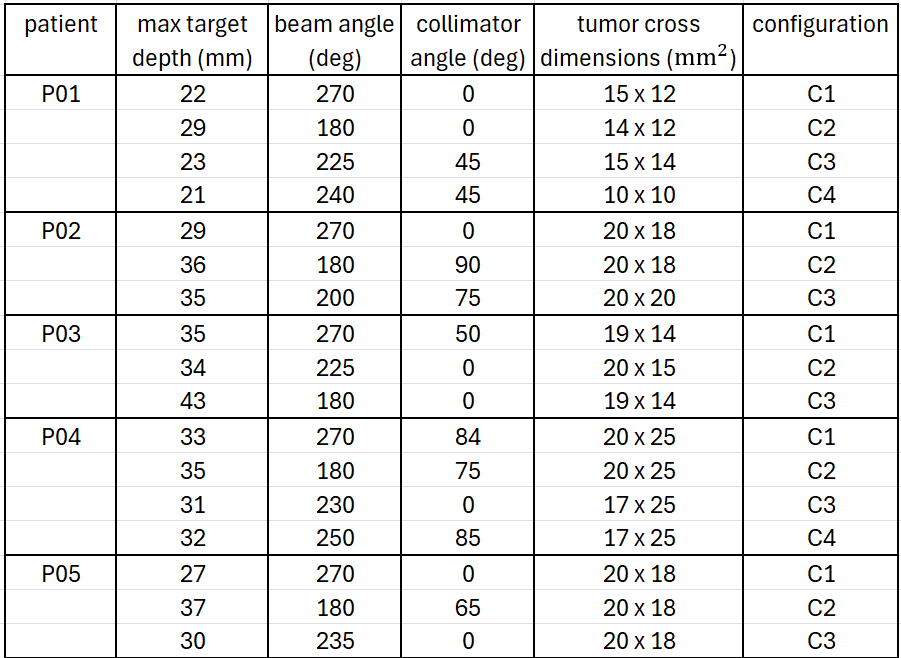 patient max target depth (mm) beam angle (deg) collimator angle (deg) tumor cross dimensions (mm²) configuration
P01 22 270 0 15 x 12 C1
29 180 0 14 x 12 C2
23 225 45 15 x 14 C3
21 240 45 10 x 10 C4
P02 29 270 0 20 x 18 C1
36 180 90 20 x 18 C2
35 200 75 20 x 20 C3
P03 35 270 50 19 x 14 C1
34 225 0 20 x 15 C2
43 180 0 19 x 14 C3
P04 33 270 84 20 x 25 C1
35 180 75 20 x 25 C2
31 230 0 17 x 25 C3
32 250 85 17 x 25 C4
P05 27 270 0 20 x 18 C1
37 180 65 20 x 18 C2
30 235 0 20 x 18 C3